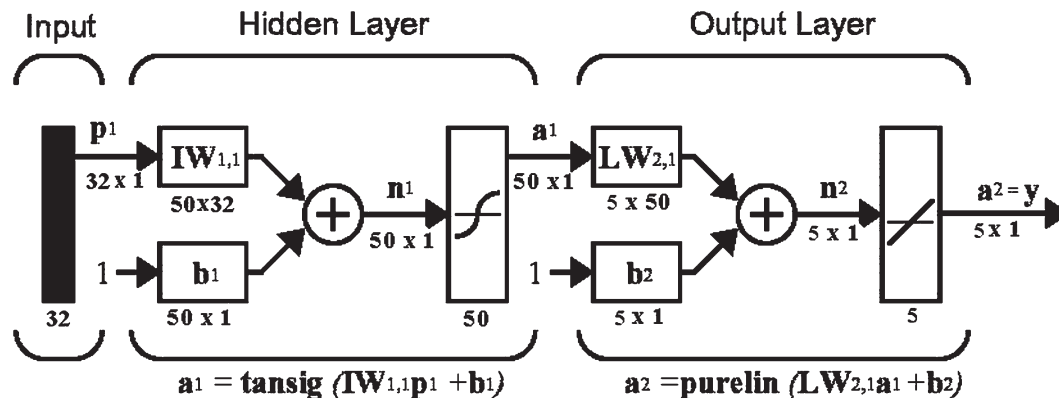 Input Hidden Layer Output Layer
p1 a1
IW1,1 LW2,1
32 x 1 n1 50 x1 n2 a2 = y
50x32 5 x 50
50 x 1 5 x 1 5 x 1
1 b1 1 b2
32 50 x 1 50 5 x 1 5
a1 = tansig (IW1,1p1 +b1) a2 =purelin (LW2,1a1 +b2)